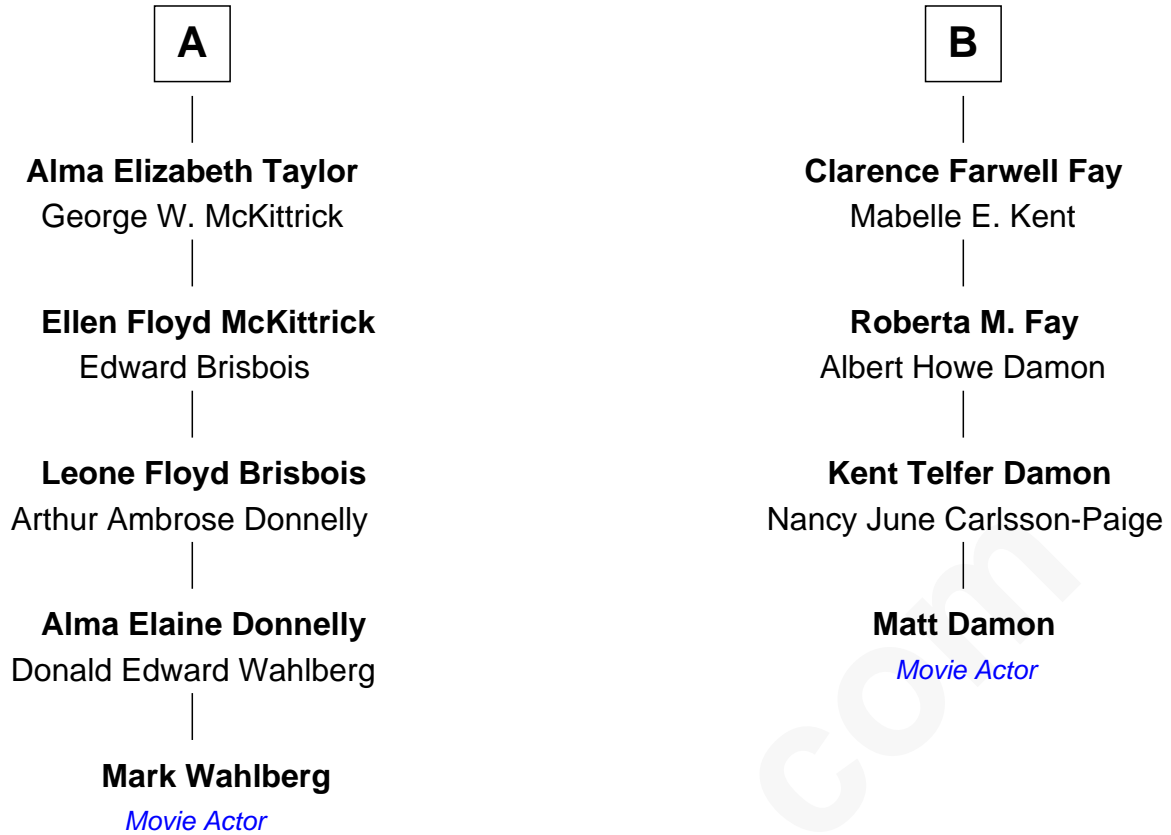 A
Alma Elizabeth Taylor
George W. McKittrick
Ellen Floyd McKittrick
Edward Brisbois
Leone Floyd Brisbois
Arthur Ambrose Donnelly
Alma Elaine Donnelly
Donald Edward Wahlberg
Mark Wahlberg
Movie Actor
B
Clarence Farwell Fay
Mabelle E. Kent
Roberta M. Fay
Albert Howe Damon
Kent Telfer Damon
Nancy June Carlsson-Paige
Matt Damon
Movie Actor
com